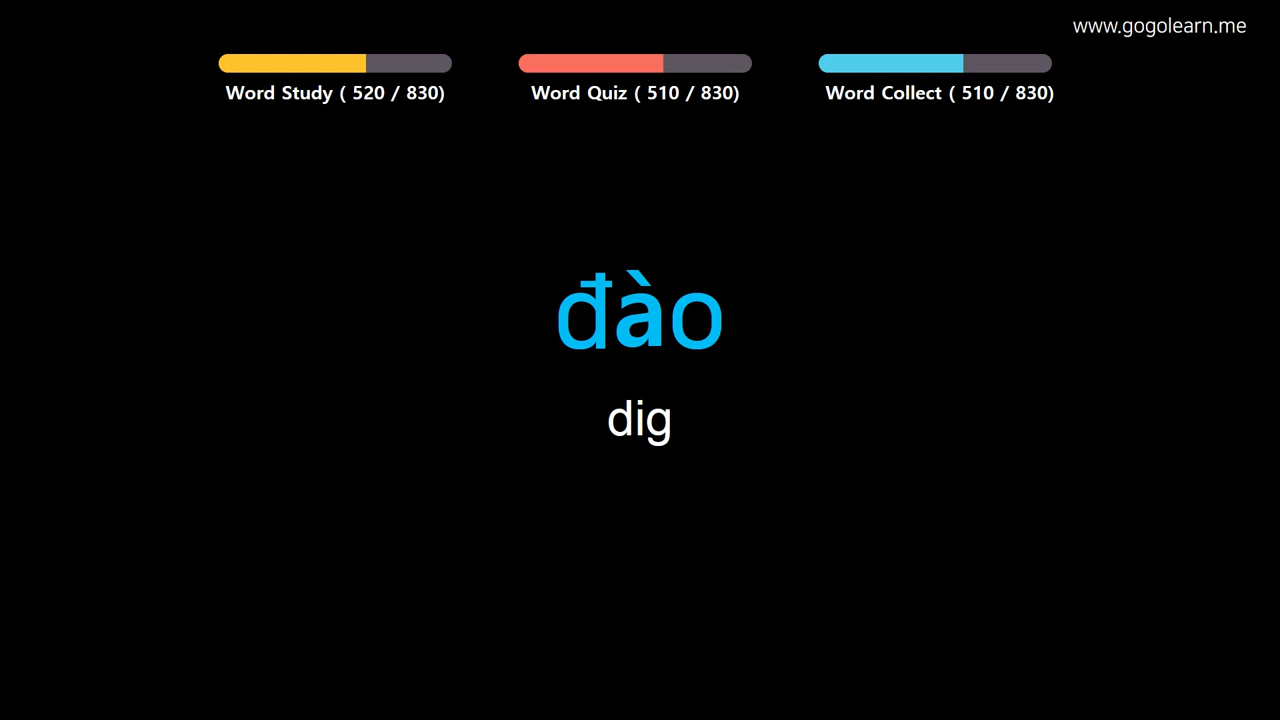 www.gogolearn.me
Word Study ( 520 / 830)
Word Quiz ( 510 / 830)
Word Collect ( 510 / 830)
đào
dig